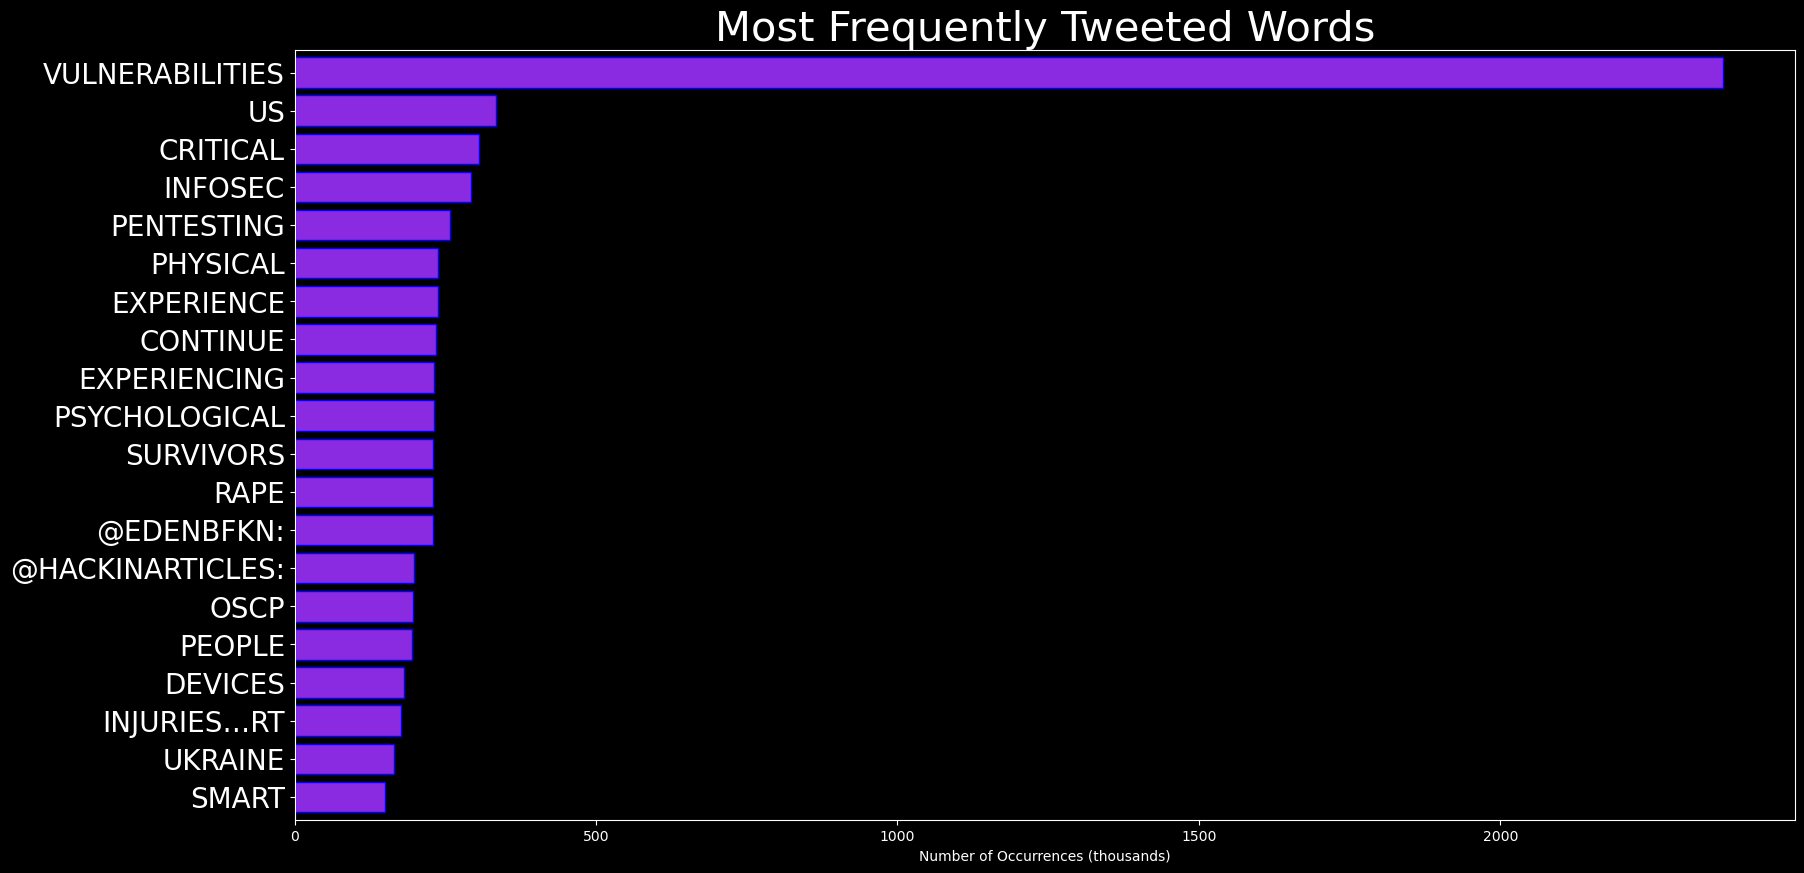 Most Frequently Tweeted Words
VULNERABILITIES
US
CRITICAL
INFOSEC
PENTESTING
PHYSICAL
EXPERIENCE
CONTINUE
EXPERIENCING
PSYCHOLOGICAL
SURVIVORS
RAPE
@EDENBFKN:
@HACKINARTICLES:
OSCP
PEOPLE
DEVICES
INJURIES…RT
UKRAINE
SMART
0 500 1000 1500 2000
Number of Occurrences (thousands)